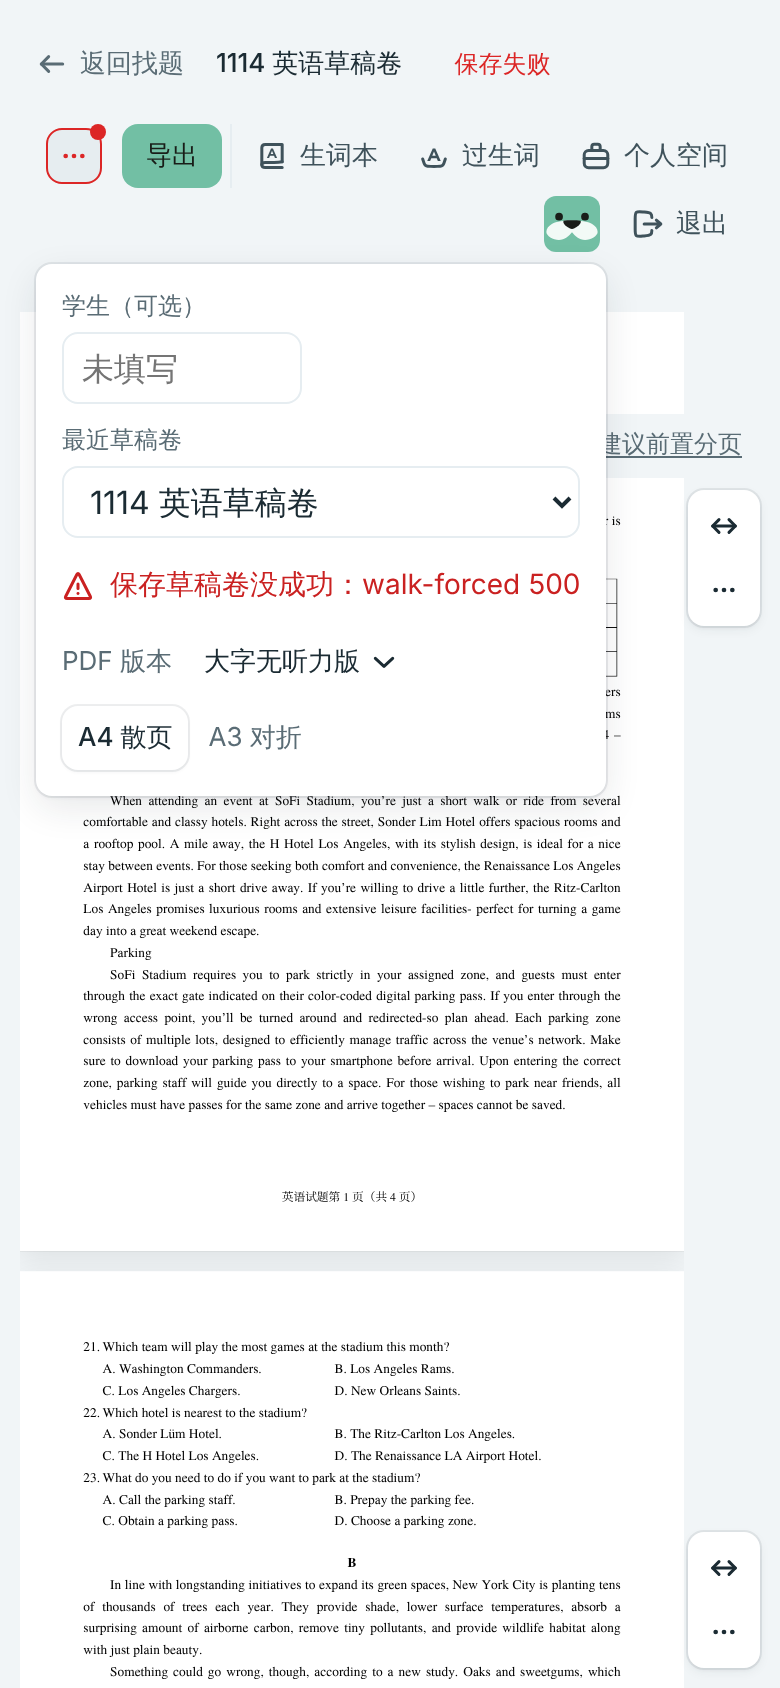 返回找题 1114 英语草稿卷 保存失败
导出 生词本 过生词 个人空间
退出
学生（可选）
未填写
最近草稿卷
建议前置分页
1114 英语草稿卷
r is
保存草稿卷没成功：walk-forced 500
PDF 版本 大字无听力版
ers
ms
A4 散页 A3 对折
When attending an event at SoFi Stadium, you're just a short walk or ride from several
comfortable and classy hotels. Right across the street, Sonder Lim Hotel offers spacious rooms and
a rooftop pool. A mile away, the H Hotel Los Angeles, with its stylish design, is ideal for a nice
stay between events. For those seeking both comfort and convenience, the Renaissance Los Angeles
Airport Hotel is just a short drive away. If you're willing to drive a little further, the Ritz-Carlton
Los Angeles promises luxurious rooms and extensive leisure facilities- perfect for turning a game
day into a great weekend escape.
Parking
SoFi Stadium requires you to park strictly in your assigned zone, and guests must enter
through the exact gate indicated on their color-coded digital parking pass. If you enter through the
wrong access point, you'll be turned around and redirected-so plan ahead. Each parking zone
consists of multiple lots, designed to efficiently manage traffic across the venue's network. Make
sure to download your parking pass to your smartphone before arrival. Upon entering the correct
zone, parking staff will guide you directly to a space. For those wishing to park near friends, all
vehicles must have passes for the same zone and arrive together – spaces cannot be saved.
英语试题第 1 页（共 4 页）
21. Which team will play the most games at the stadium this month?
A. Washington Commanders. B. Los Angeles Rams.
C. Los Angeles Chargers. D. New Orleans Saints.
22. Which hotel is nearest to the stadium?
A. Sonder Lüm Hotel. B. The Ritz-Carlton Los Angeles.
C. The H Hotel Los Angeles. D. The Renaissance LA Airport Hotel.
23. What do you need to do if you want to park at the stadium?
A. Call the parking staff. B. Prepay the parking fee.
C. Obtain a parking pass. D. Choose a parking zone.
B
In line with longstanding initiatives to expand its green spaces, New York City is planting tens
of thousands of trees each year. They provide shade, lower surface temperatures, absorb a
surprising amount of airborne carbon, remove tiny pollutants, and provide wildlife habitat along
with just plain beauty.
Something could go wrong, though, according to a new study. Oaks and sweetgums, which